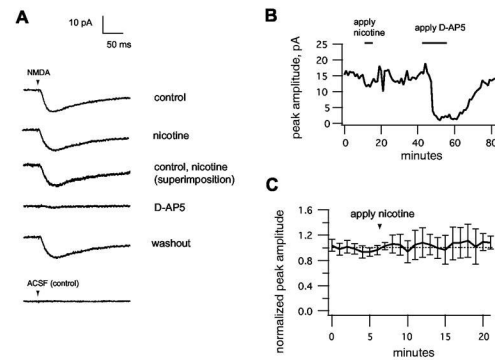 A
10 pA
50 ms
NMDA
control
nicotine
control, nicotine
(superimposition)
D-AP5
washout
ACSF (control)
B
apply
nicotine
apply D-AP5
peak amplitude, pA
25
20
15
10
5
0
0 20 40 60 80
minutes
C
apply nicotine
normalized peak amplitude
1.6
1.2
1.0
0.8
0.4
0.0
0 5 10 15 20
minutes